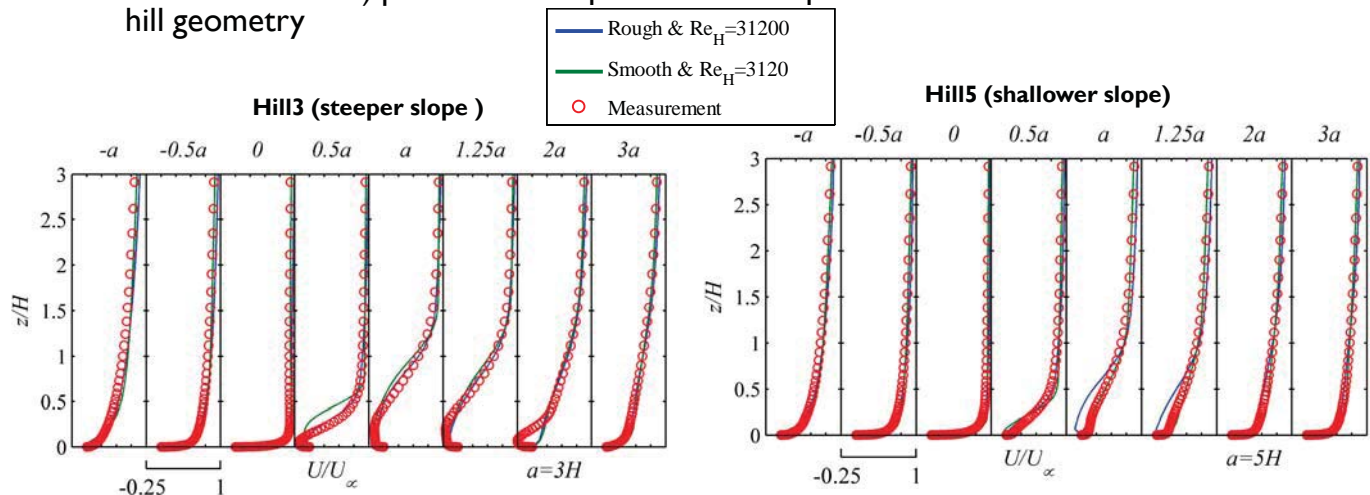 hill geometry
Rough & Re_H=31200
Smooth & Re_H=3120
Measurement
Hill3 (steeper slope )
-a -0.5a 0 0.5a a 1.25a 2a 3a
3
2.5
2
1.5
1
0.5
0
z/H
-0.25 1
U/U_∝
a=3H
Hill5 (shallower slope)
-a -0.5a 0 0.5a a 1.25a 2a 3a
3
2.5
2
1.5
1
0.5
0
z/H
-0.25 1
U/U_∝
a=5H